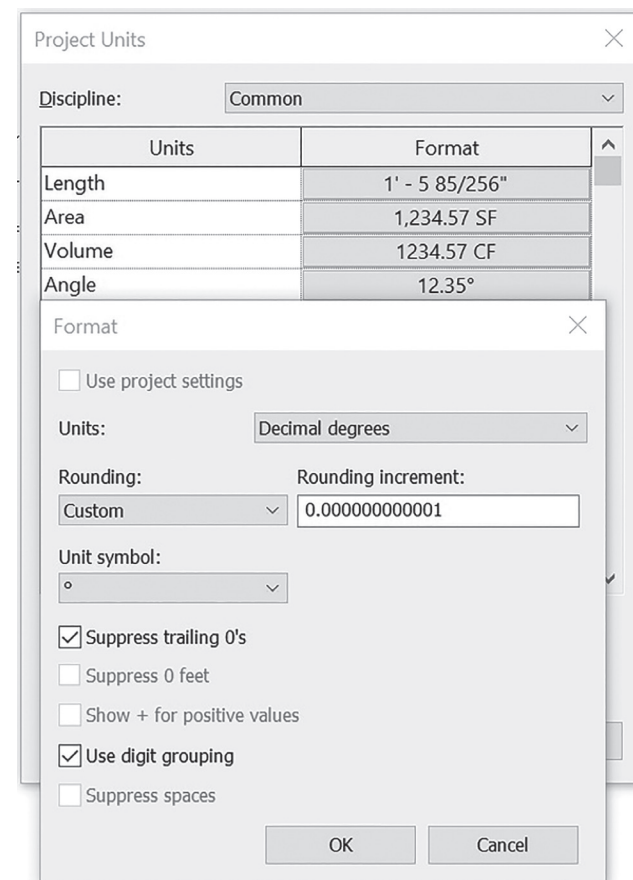 Project Units
Discipline: Common
Units Format
Length 1' - 5 85/256"
Area 1,234.57 SF
Volume 1234.57 CF
Angle 12.35°
Format
Use project settings
Units: Decimal degrees
Rounding: Rounding increment:
Custom 0.000000000001
Unit symbol:
°
Suppress trailing 0's
Suppress 0 feet
Show + for positive values
Use digit grouping
Suppress spaces
OK Cancel